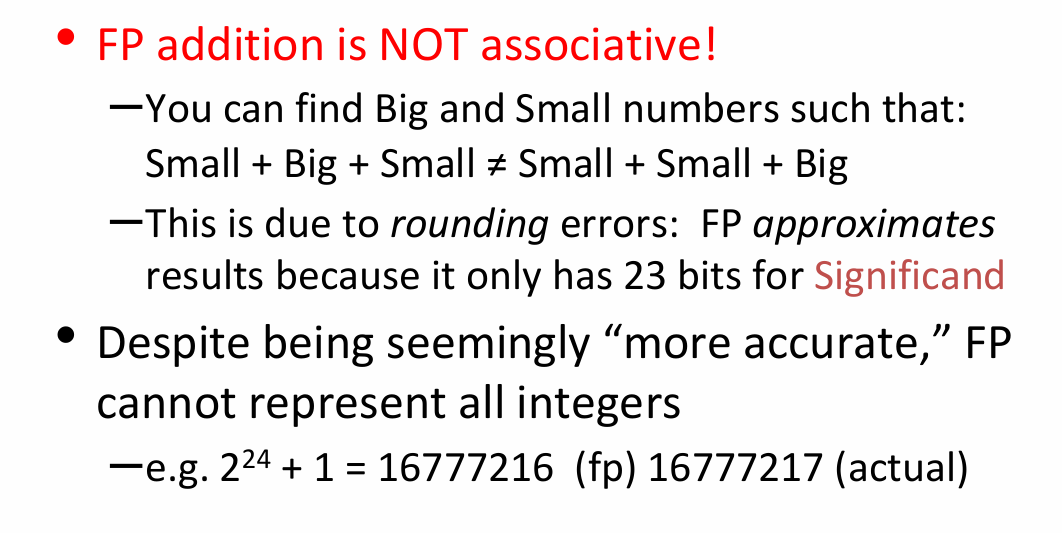 • FP addition is NOT associative!
–You can find Big and Small numbers such that:
Small + Big + Small ≠ Small + Small + Big
–This is due to rounding errors:  FP approximates
results because it only has 23 bits for Significand
• Despite being seemingly “more accurate,” FP
cannot represent all integers
–e.g. 2²⁴ + 1 = 16777216  (fp) 16777217 (actual)